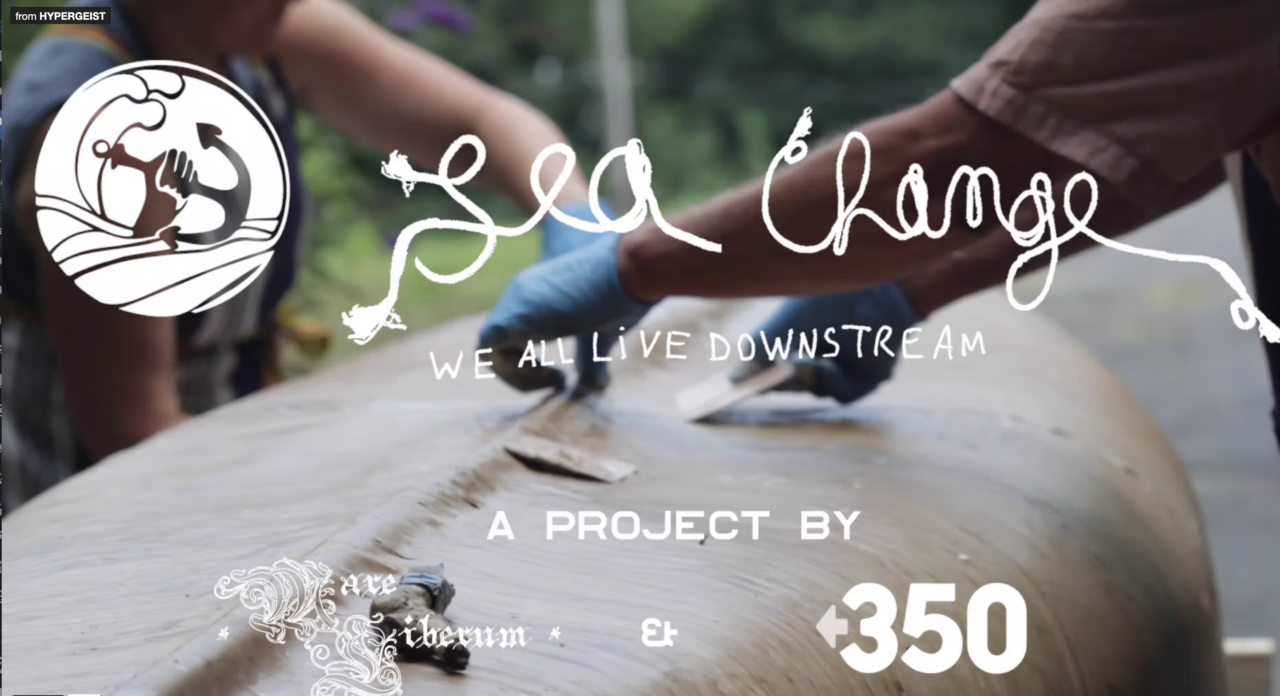 from HYPERGEIST
Sea Change
WE ALL LiVE DOWNSTREAM
A PROJECT BY
* Mare
Liberum *
&
350